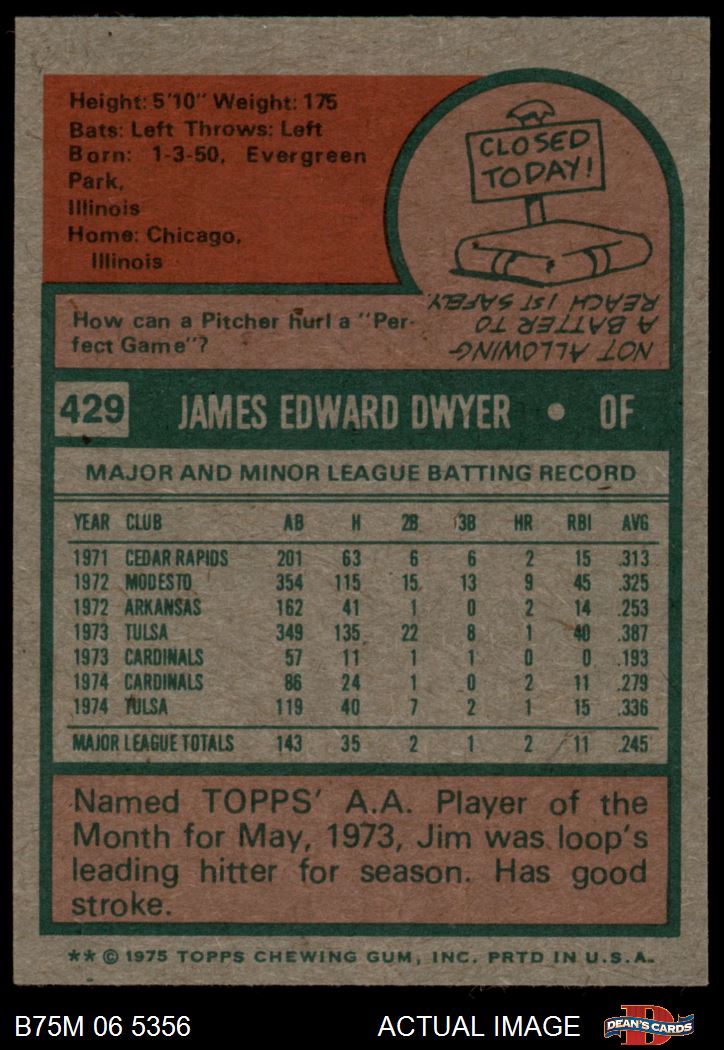 Height: 5'10" Weight: 175
Bats: Left Throws: Left
Born: 1-3-50, Evergreen
Park,
Illinois
Home: Chicago,
Illinois
CLOSED
TODAY!
How can a Pitcher hurl a "Per-
fect Game"?
NOT ALLOWING
A BATTER TO
REACH 1ST SAFELY.
429 JAMES EDWARD DWYER • OF
MAJOR AND MINOR LEAGUE BATTING RECORD
YEAR CLUB AB H 2B 3B HR RBI AVG
1971 CEDAR RAPIDS 201 63 6 6 2 15 .313
1972 MODESTO 354 115 15 13 9 45 .325
1972 ARKANSAS 162 41 1 0 2 14 .253
1973 TULSA 349 135 22 8 1 40 .387
1973 CARDINALS 57 11 1 1 0 0 .193
1974 CARDINALS 86 24 1 0 2 11 .279
1974 TULSA 119 40 7 2 1 15 .336
MAJOR LEAGUE TOTALS 143 35 2 1 2 11 .245
Named TOPPS' A.A. Player of the
Month for May, 1973, Jim was loop's
leading hitter for season. Has good
stroke.
** © 1975 TOPPS CHEWING GUM, INC. PRTD IN U.S.A.
B75M 06 5356 ACTUAL IMAGE D DEAN'S CARDS